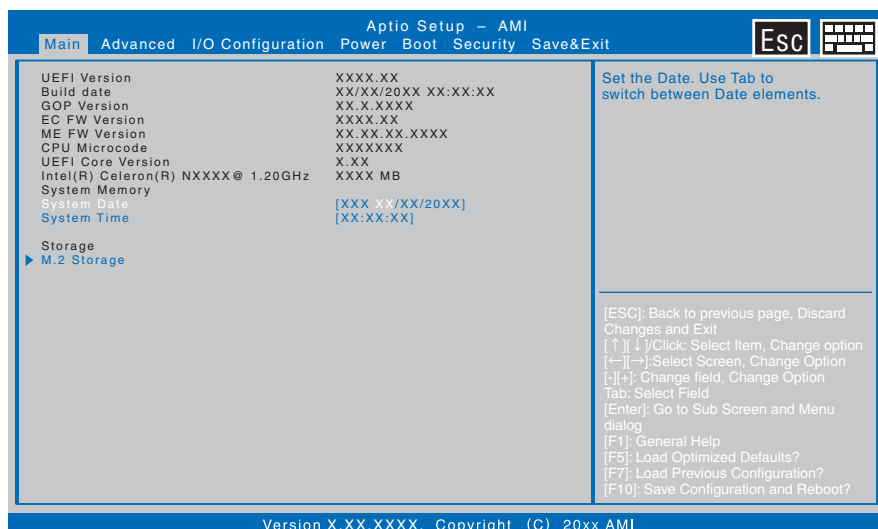 Aptio Setup – AMI
Main Advanced I/O Configuration Power Boot Security Save&Exit
Esc
UEFI Version XXXX.XX
Build date XX/XX/20XX XX:XX:XX
GOP Version XX.X.XXXX
EC FW Version XXXX.XX
ME FW Version XX.XX.XX.XXXX
CPU Microcode XXXXXXX
UEFI Core Version X.XX
Intel(R) Celeron(R) NXXXX@ 1.20GHz XXXX MB
System Memory
System Date [XXX XX/XX/20XX]
System Time [XX:XX:XX]
Storage
M.2 Storage
Set the Date. Use Tab to
switch between Date elements.
[ESC]: Back to previous page, Discard
Changes and Exit
[↑][↓]/Click: Select Item, Change option
[←][→]:Select Screen, Change Option
[-][+]: Change field, Change Option
Tab: Select Field
[Enter]: Go to Sub Screen and Menu
dialog
[F1]: General Help
[F5]: Load Optimized Defaults?
[F7]: Load Previous Configuration?
[F10]: Save Configuration and Reboot?
Version X.XX.XXXX. Copyright (C) 20xx AMI